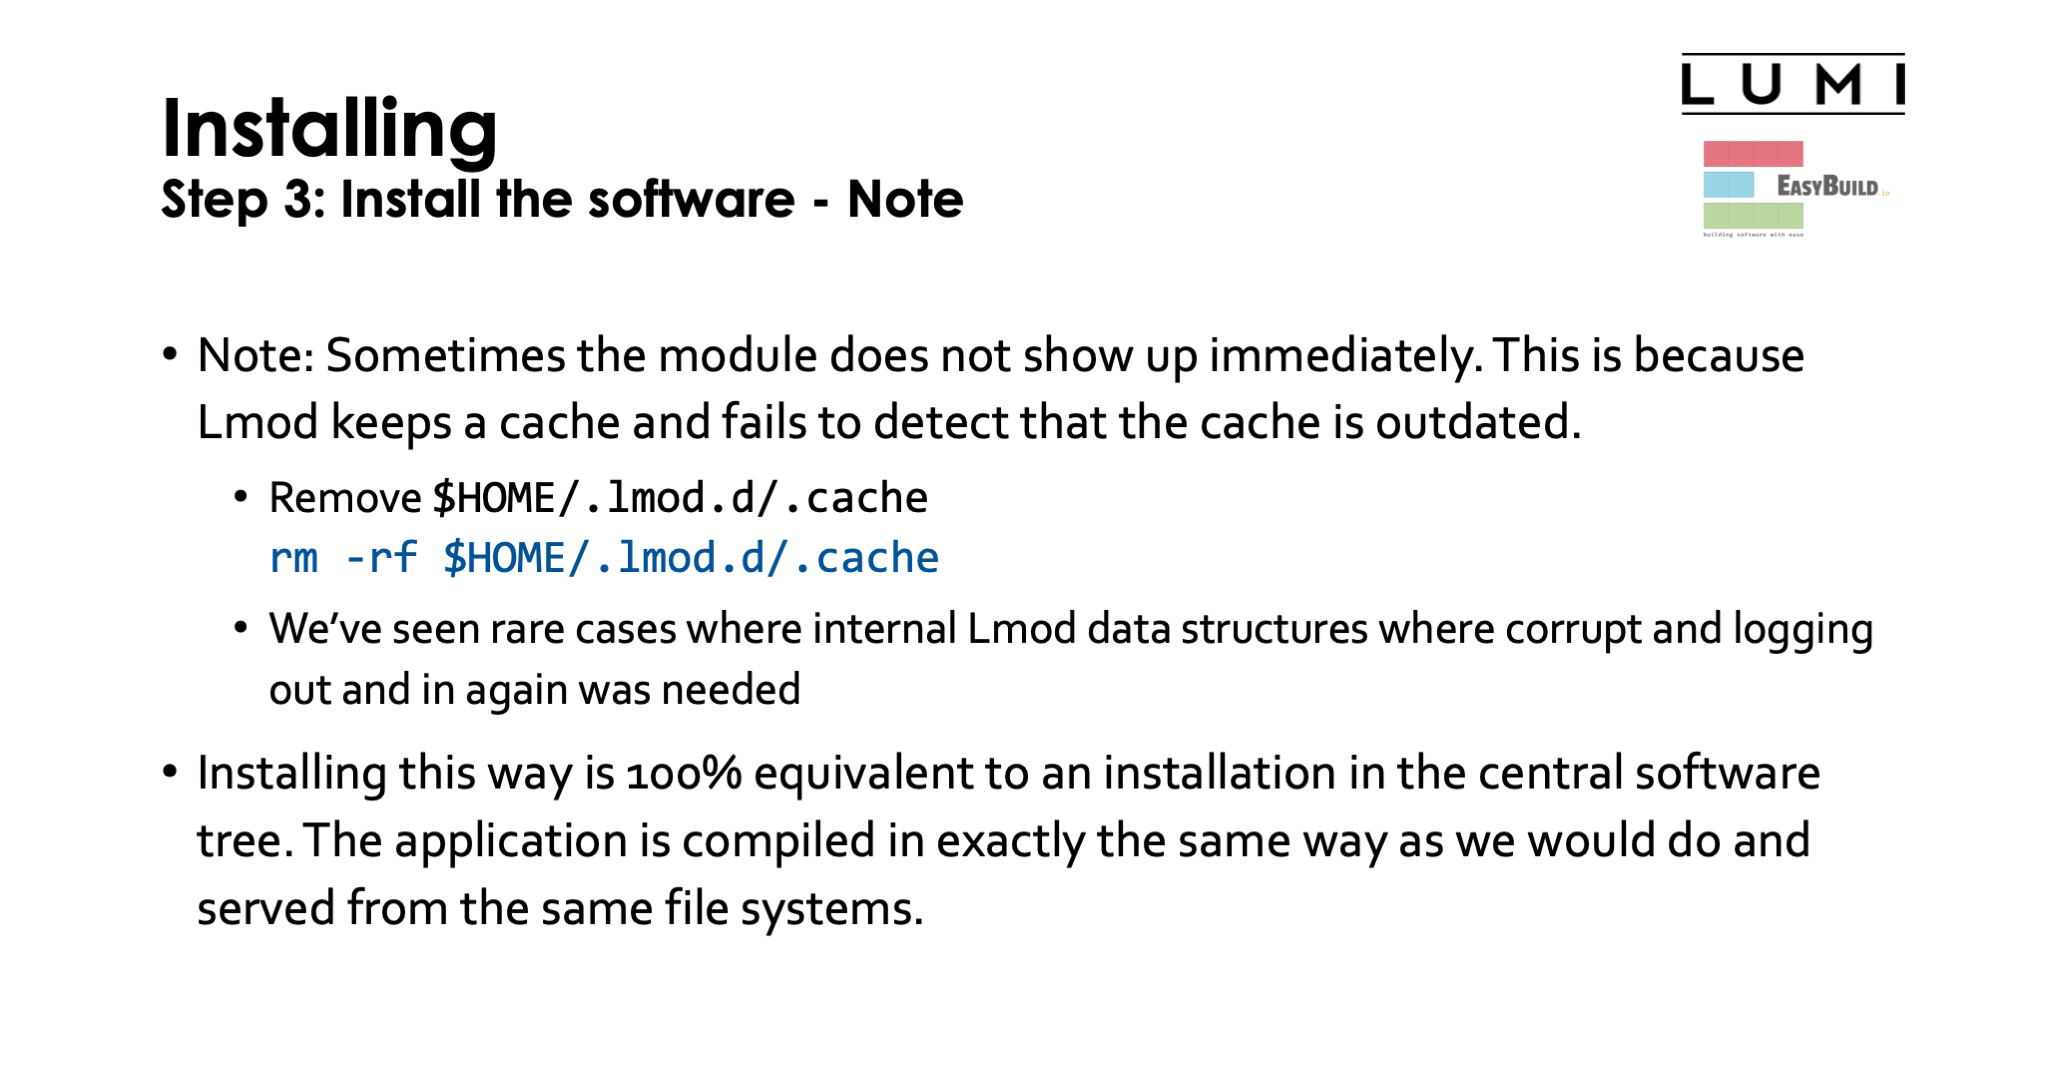 LUMI
Installing
Step 3: Install the software - Note
EASYBUILD.io
building software with ease
• Note: Sometimes the module does not show up immediately. This is because
Lmod keeps a cache and fails to detect that the cache is outdated.
• Remove $HOME/.lmod.d/.cache
rm -rf $HOME/.lmod.d/.cache
• We’ve seen rare cases where internal Lmod data structures where corrupt and logging
out and in again was needed
• Installing this way is 100% equivalent to an installation in the central software
tree. The application is compiled in exactly the same way as we would do and
served from the same file systems.